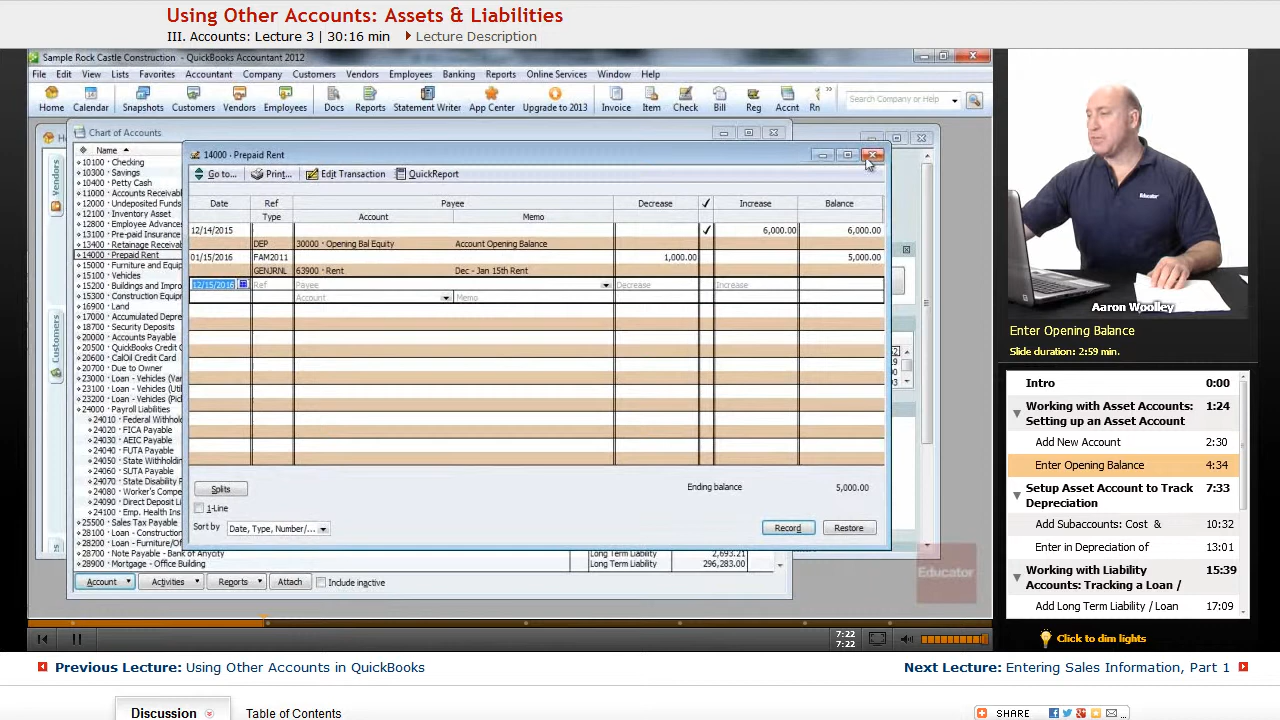 Using Other Accounts: Assets & Liabilities
III. Accounts: Lecture 3 | 30:16 min
Lecture Description
Sample Rock Castle Construction - QuickBooks Accountant 2012
File Edit View Lists Favorites Accountant Company Customers Vendors Employees Banking Reports Online Services Window Help
Home Calendar Snapshots Customers Vendors Employees Docs Reports Statement Writer App Center Upgrade to 2013 Invoice Item Check Bill Reg Accnt Rn
Search Company or Help
Chart of Accounts
Name
10100 · Checking
10300 · Savings
10400 · Petty Cash
11000 · Accounts Receivabl
12000 · Undeposited Funds
12100 · Inventory Asset
12800 · Employee Advances
13100 · Pre-paid Insurance
13400 · Retainage Receivab
14000 · Prepaid Rent
15000 · Furniture and Equip
15100 · Vehicles
15200 · Buildings and Impro
15300 · Construction Equipm
16900 · Land
17000 · Accumulated Depre
18700 · Security Deposits
20000 · Accounts Payable
20500 · QuickBooks Credit C
20600 · CalOil Credit Card
20700 · Due to Owner
23000 · Loan - Vehicles (Van
23100 · Loan - Vehicles (Uti
23200 · Loan - Vehicles (Pic
24000 · Payroll Liabilities
24010 · Federal Withhol
24020 · FICA Payable
24030 · AEIC Payable
24040 · FUTA Payable
24050 · State Withhold
24060 · SUTA Payable
24070 · State Disability
24080 · Worker's Compe
24090 · Direct Deposit Li
24100 · Emp. Health Ins
25500 · Sales Tax Payable
28100 · Loan - Construction
28200 · Loan - Furniture/Of
28700 · Note Payable - Bank of Anycity Long Term Liability 2,693.21
28900 · Mortgage - Office Building Long Term Liability 296,283.00
Vendors
Customers
14000 · Prepaid Rent
Go to... Print... Edit Transaction QuickReport
Date Ref Payee Decrease ✓ Increase Balance
Type Account Memo
12/14/2015 ✓ 6,000.00 6,000.00
DEP 30000 · Opening Bal Equity Account Opening Balance
01/15/2016 FAM2011 1,000.00 5,000.00
GENJRNL 63900 · Rent Dec - Jan 15th Rent
12/15/2016 Ref Payee Decrease Increase
Account Memo
Splits
Ending balance 5,000.00
1-Line
Sort by Date, Type, Number/...
Record Restore
Account Activities Reports Attach Include inactive
Educator
7:22
7:22
Educator
Aaron Woolley
Enter Opening Balance
Slide duration: 2:59 min.
Intro 0:00
Working with Asset Accounts: Setting up an Asset Account 1:24
Add New Account 2:30
Enter Opening Balance 4:34
Setup Asset Account to Track Depreciation 7:33
Add Subaccounts: Cost & 10:32
Enter in Depreciation of 13:01
Working with Liability Accounts: Tracking a Loan / 15:39
Add Long Term Liability / Loan 17:09
Click to dim lights
Previous Lecture: Using Other Accounts in QuickBooks
Next Lecture: Entering Sales Information, Part 1
Discussion
Table of Contents
SHARE